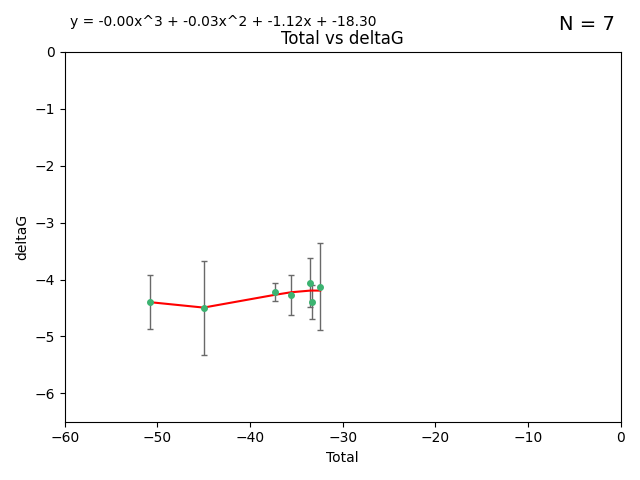 y = -0.00x^3 + -0.03x^2 + -1.12x + -18.30
N = 7
Total vs deltaG
0
−1
−2
−3
−4
−5
−6
deltaG
−60 −50 −40 −30 −20 −10 0
Total